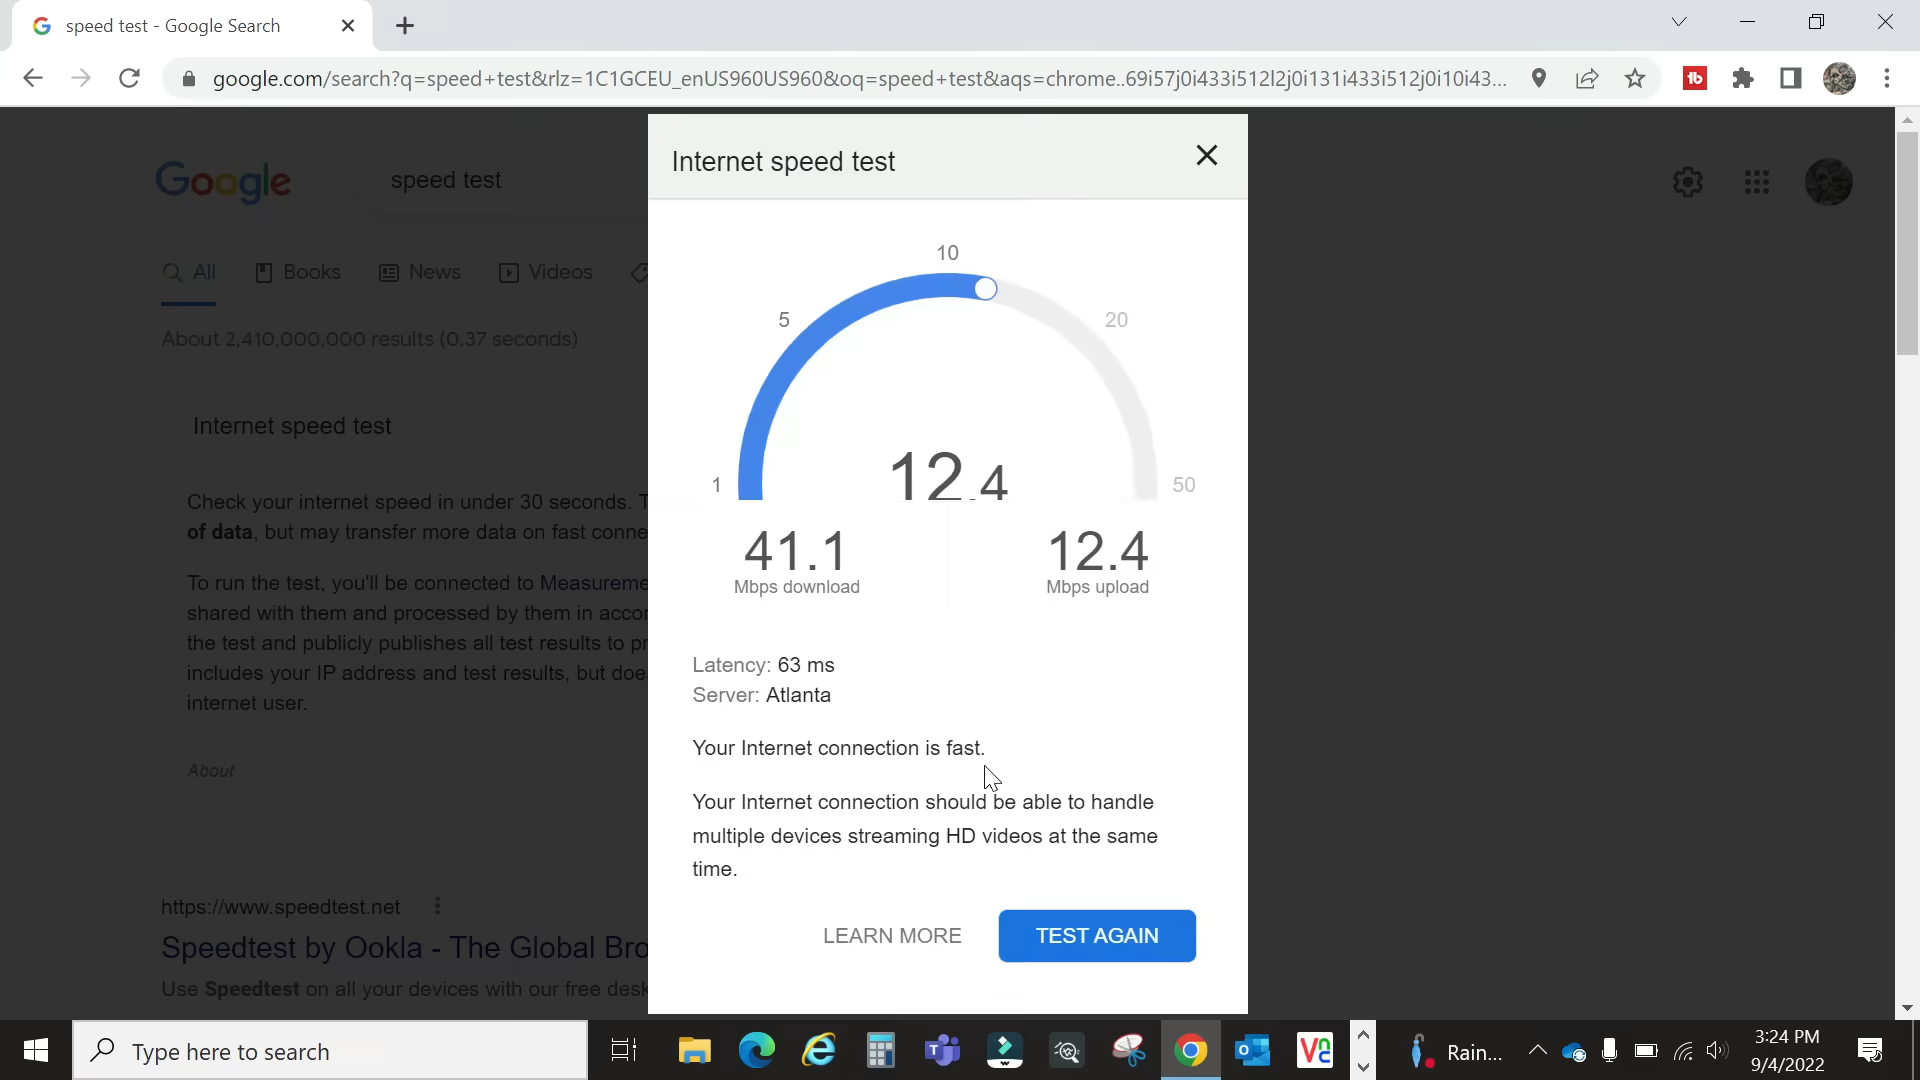 speed test - Google Search
google.com/search?q=speed+test&rlz=1C1GCEU_enUS960US960&oq=speed+test&aqs=chrome..69i57j0i433i512l2j0i131i433i512j0i10i43...
Google
speed test
All Books News Videos
About 2,410,000,000 results (0.37 seconds)
Internet speed test
Check your internet speed in under 30 seconds.
of data, but may transfer more data on fast conne
To run the test, you'll be connected to Measureme
shared with them and processed by them in accor
the test and publicly publishes all test results to pr
includes your IP address and test results, but doe
internet user.
About
https://www.speedtest.net
Speedtest by Ookla - The Global Bro
Use Speedtest on all your devices with our free desk
Internet speed test
10
5
20
1
50
12.4
41.1
Mbps download
12.4
Mbps upload
Latency: 63 ms
Server: Atlanta
Your Internet connection is fast.
Your Internet connection should be able to handle
multiple devices streaming HD videos at the same
time.
LEARN MORE
TEST AGAIN
Type here to search
Rain...
3:24 PM
9/4/2022